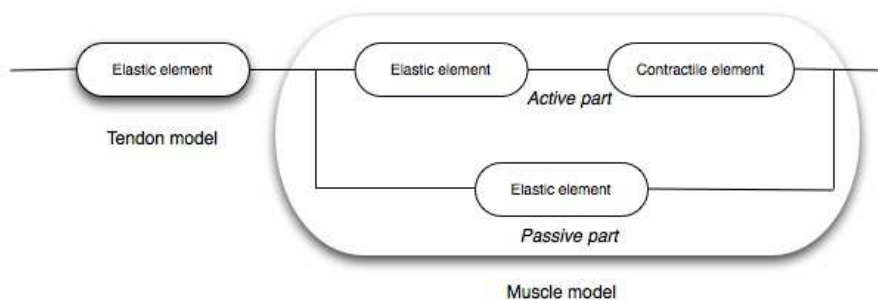 Elastic element
Elastic element
Contractile element
Active part
Tendon model
Elastic element
Passive part
Muscle model